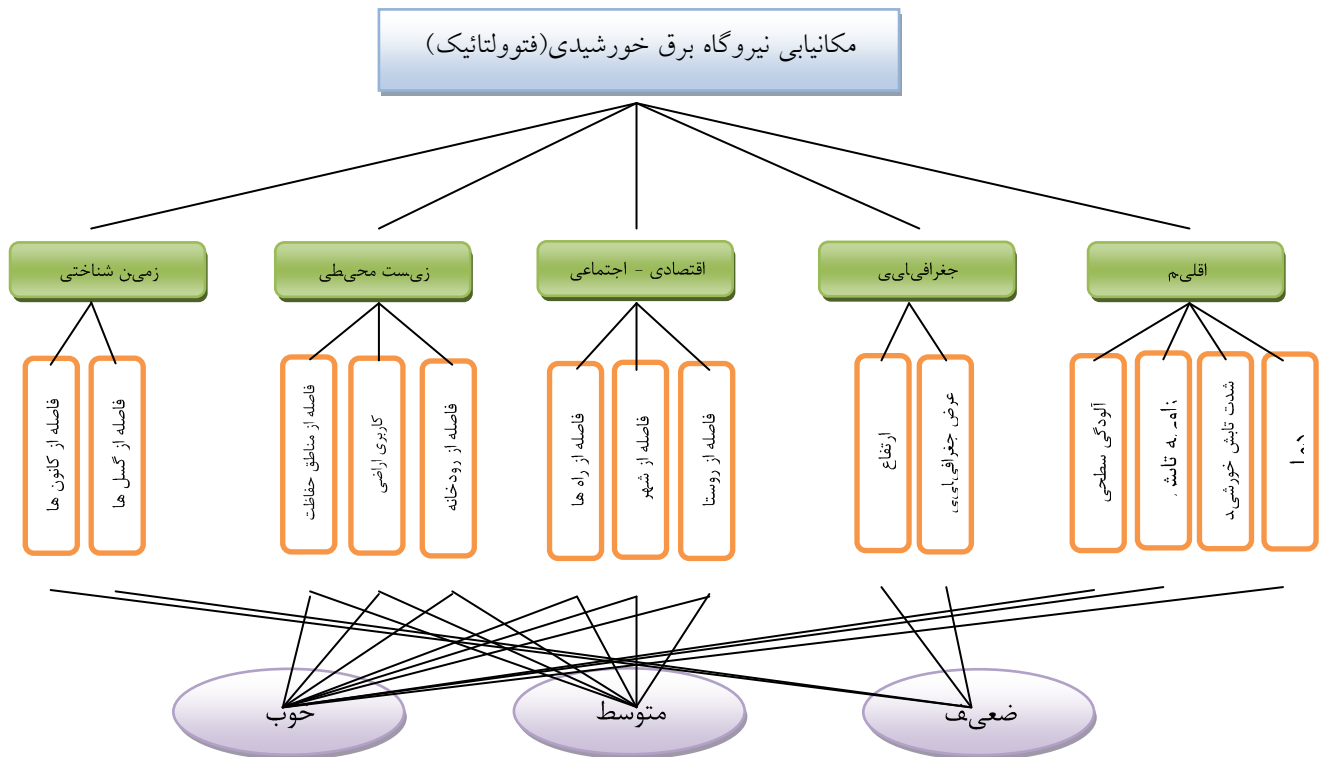 مکانیابی نیروگاه برق خورشیدی(فتوولتائیک)
اقلیم
جغرافیایی
اقتصادی - اجتماعی
زیست محیطی
زمین شناختی
شدت تابش خورشید
آلودگی سطحی
عرض جغرافیایی
ارتفاع
فاصله از روستا
فاصله از شهر
فاصله از راه ها
فاصله از رودخانه
کاربری اراضی
فاصله از مناطق حفاظت
فاصله از گسل ها
فاصله از کانون ها
ضعیف
متوسط
خوب